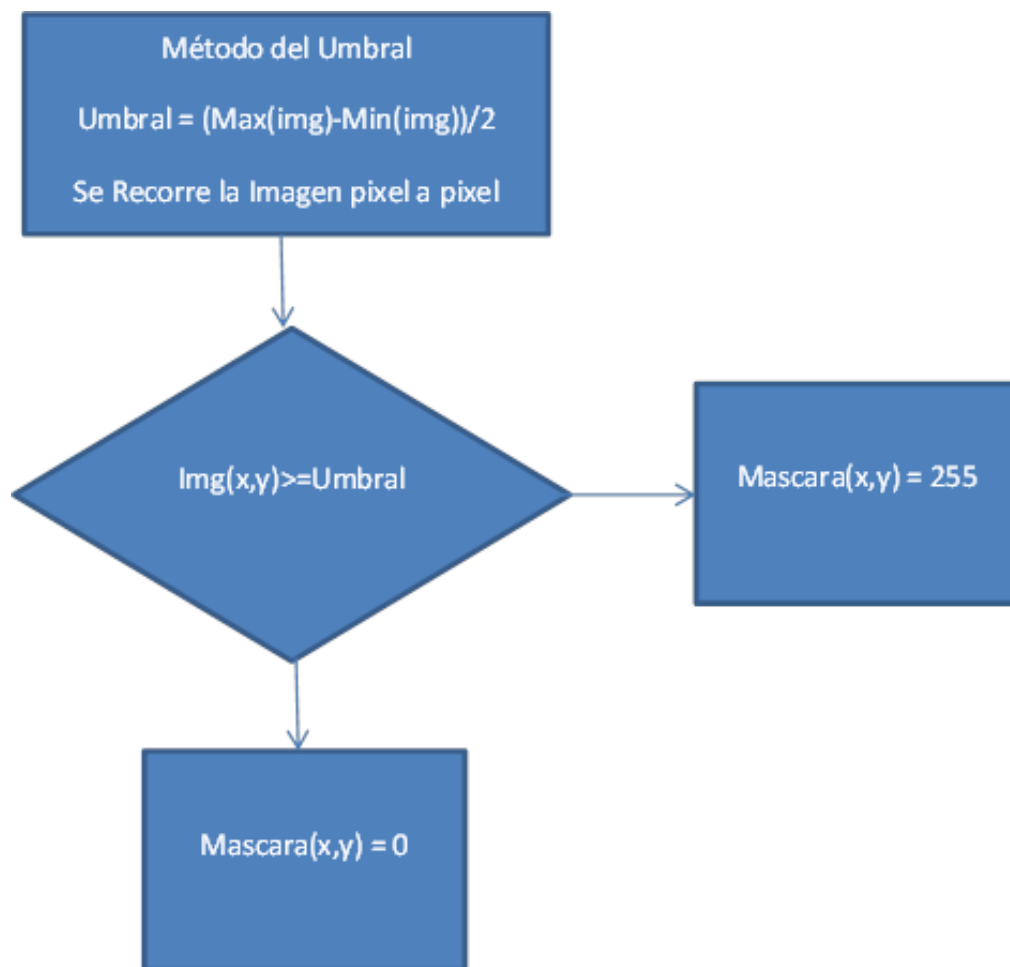 Método del Umbral
Umbral = (Max(img)-Min(img))/2
Se Recorre la Imagen pixel a pixel
Img(x,y)>=Umbral
Mascara(x,y) = 255
Mascara(x,y) = 0